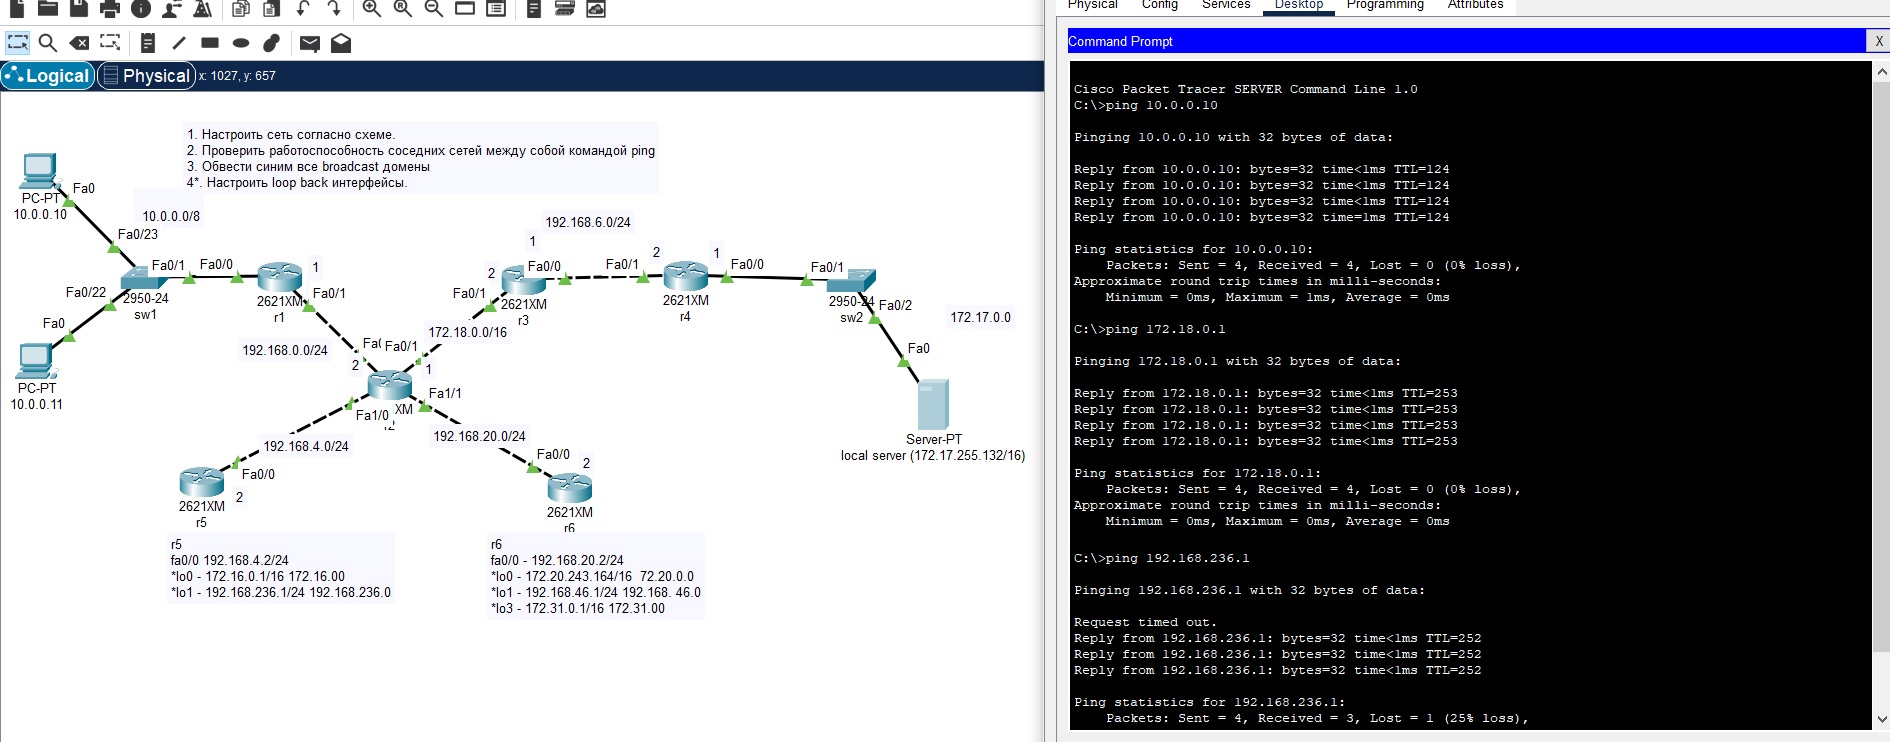 Logical
Physical
x: 1027, y: 657
1. Настроить сеть согласно схеме.
2. Проверить работоспособность соседних сетей между собой командой ping
3. Обвести синим все broadcast домены
4*. Настроить loop back интерфейсы.
PC-PT
10.0.0.10
Fa0
10.0.0.0/8
Fa0/23
Fa0/1
Fa0/0
1
Fa0/22
2950-24
sw1
2621XM
r1
Fa0/1
Fa0
PC-PT
10.0.0.11
192.168.0.0/24
192.168.6.0/24
1
2
Fa0/0
Fa0/1
2
1
Fa0/0
Fa0/1
Fa0/1
2621XM
r3
2621XM
r4
2950-24
sw2
Fa0/2
172.17.0.0
172.18.0.0/16
Fa0/1
2
1
Fa0
Fa1/1
Fa1/0
XM
192.168.4.0/24
192.168.20.0/24
Server-PT
local server (172.17.255.132/16)
Fa0/0
2
2621XM
r5
Fa0/0
2
2621XM
r6
r5
fa0/0 192.168.4.2/24
*lo0 - 172.16.0.1/16 172.16.00
*lo1 - 192.168.236.1/24 192.168.236.0
r6
fa0/0 - 192.168.20.2/24
*lo0 - 172.20.243.164/16  72.20.0.0
*lo1 - 192.168.46.1/24 192.168. 46.0
*lo3 - 172.31.0.1/16 172.31.00
Physical Config Services Desktop Programming Attributes
Command Prompt
X
Cisco Packet Tracer SERVER Command Line 1.0
C:\>ping 10.0.0.10
Pinging 10.0.0.10 with 32 bytes of data:
Reply from 10.0.0.10: bytes=32 time<1ms TTL=124
Reply from 10.0.0.10: bytes=32 time<1ms TTL=124
Reply from 10.0.0.10: bytes=32 time<1ms TTL=124
Reply from 10.0.0.10: bytes=32 time=1ms TTL=124
Ping statistics for 10.0.0.10:
Packets: Sent = 4, Received = 4, Lost = 0 (0% loss),
Approximate round trip times in milli-seconds:
Minimum = 0ms, Maximum = 1ms, Average = 0ms
C:\>ping 172.18.0.1
Pinging 172.18.0.1 with 32 bytes of data:
Reply from 172.18.0.1: bytes=32 time<1ms TTL=253
Reply from 172.18.0.1: bytes=32 time<1ms TTL=253
Reply from 172.18.0.1: bytes=32 time<1ms TTL=253
Reply from 172.18.0.1: bytes=32 time<1ms TTL=253
Ping statistics for 172.18.0.1:
Packets: Sent = 4, Received = 4, Lost = 0 (0% loss),
Approximate round trip times in milli-seconds:
Minimum = 0ms, Maximum = 0ms, Average = 0ms
C:\>ping 192.168.236.1
Pinging 192.168.236.1 with 32 bytes of data:
Request timed out.
Reply from 192.168.236.1: bytes=32 time<1ms TTL=252
Reply from 192.168.236.1: bytes=32 time<1ms TTL=252
Reply from 192.168.236.1: bytes=32 time<1ms TTL=252
Ping statistics for 192.168.236.1:
Packets: Sent = 4, Received = 3, Lost = 1 (25% loss),